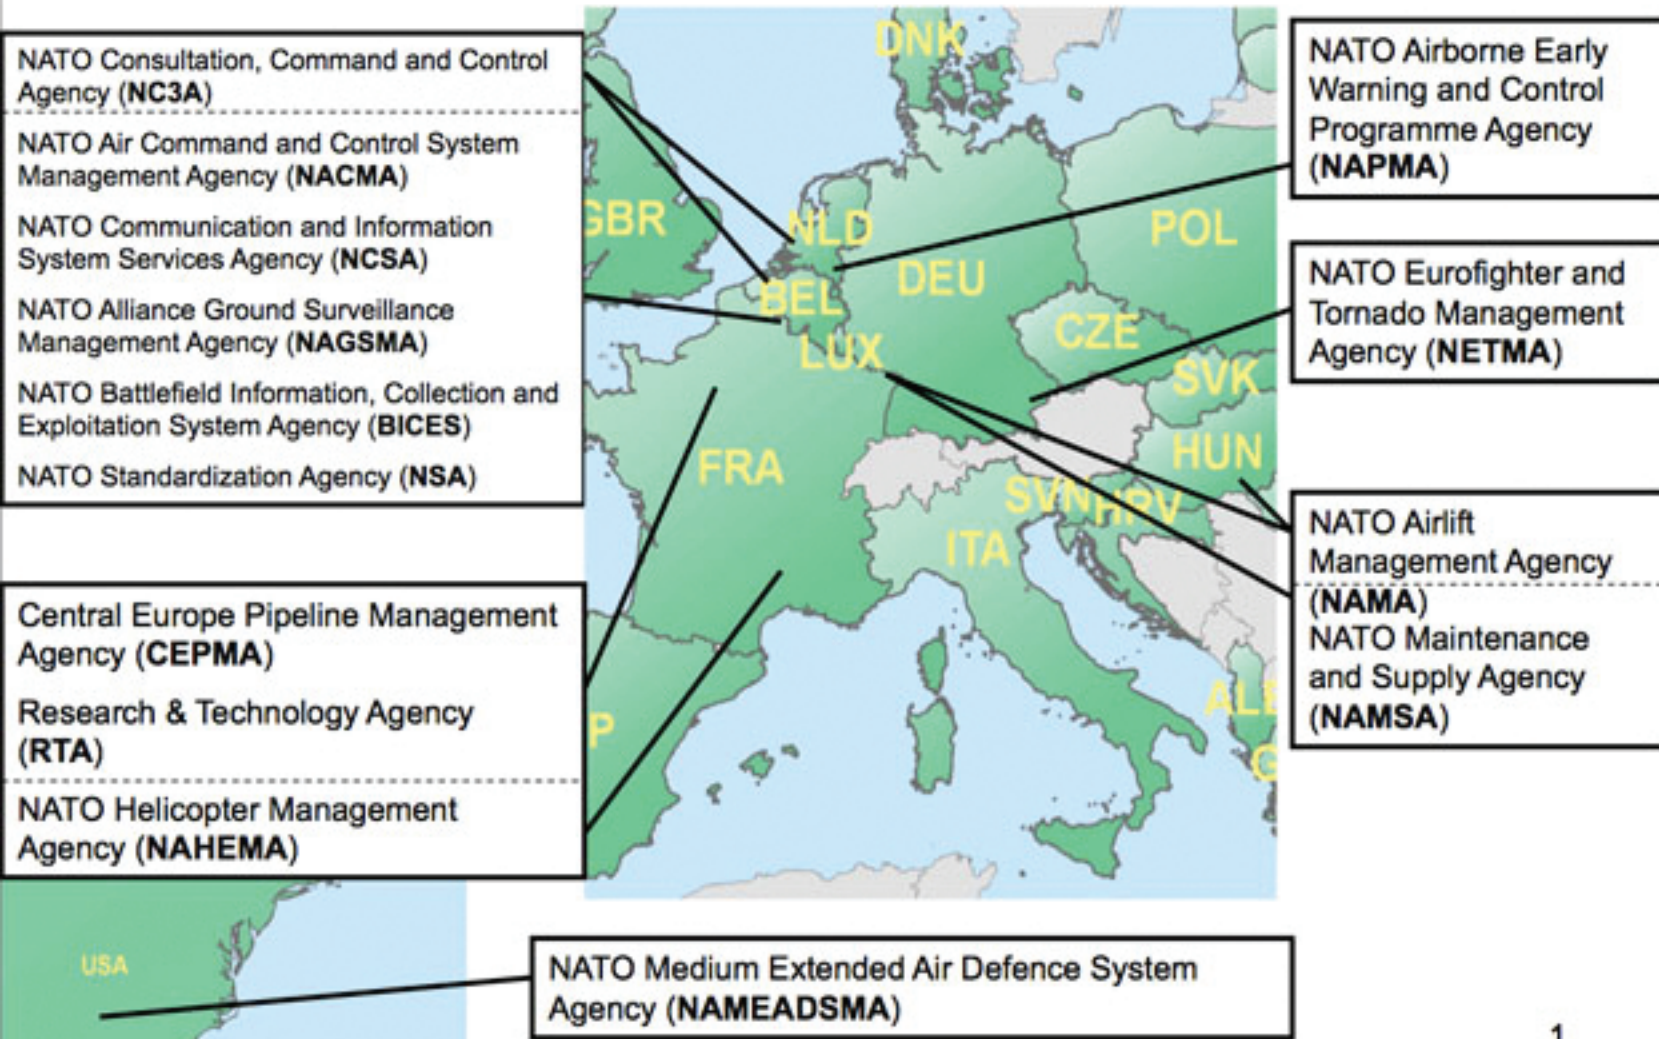 NATO Consultation, Command and Control
Agency (NC3A)
NATO Air Command and Control System
Management Agency (NACMA)
NATO Communication and Information
System Services Agency (NCSA)
NATO Alliance Ground Surveillance
Management Agency (NAGSMA)
NATO Battlefield Information, Collection and
Exploitation System Agency (BICES)
NATO Standardization Agency (NSA)
Central Europe Pipeline Management
Agency (CEPMA)
Research & Technology Agency
(RTA)
NATO Helicopter Management
Agency (NAHEMA)
DNK
GBR
NLD
POL
DEU
BEL
CZE
LUX
SVK
HUN
FRA
SVN
HRV
ITA
ALB
P
G
NATO Airborne Early
Warning and Control
Programme Agency
(NAPMA)
NATO Eurofighter and
Tornado Management
Agency (NETMA)
NATO Airlift
Management Agency
(NAMA)
NATO Maintenance
and Supply Agency
(NAMSA)
USA
NATO Medium Extended Air Defence System
Agency (NAMEADSMA)
1